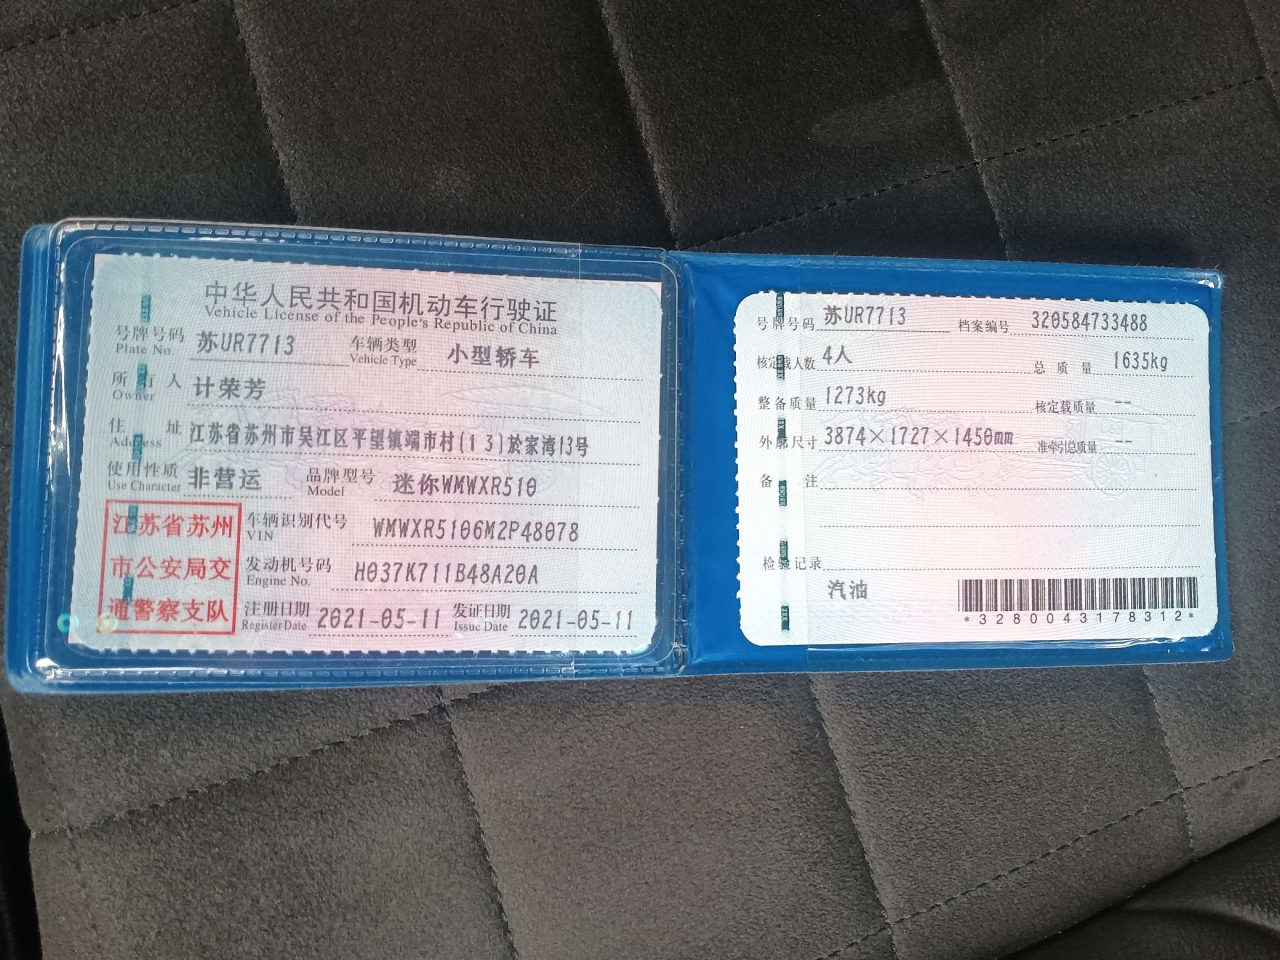 中华人民共和国机动车行驶证
Vehicle License of the People's Republic of China
号牌号码 苏UR7713 车辆类型 小型轿车
Plate No. Vehicle Type
所有人 计荣芳
Owner
住址 江苏省苏州市吴江区平望镇端市村(13)於家湾13号
Address
使用性质 非营运 品牌型号 迷你WMWXR510
Use Character Model
江苏省苏州
市公安局交
通警察支队
车辆识别代号 WMWXR5106M2P48078
VIN
发动机号码 H037K711B48A20A
Engine No.
注册日期 2021-05-11 发证日期 2021-05-11
Register Date Issue Date
号牌号码 苏UR7713 档案编号 320584733488
核定载人数 4人 总质量 1635kg
整备质量 1273kg 核定载质量 --
外廓尺寸 3874×1727×1450mm 准牵引总质量 --
备注
检验记录
汽油
*3280043178312*